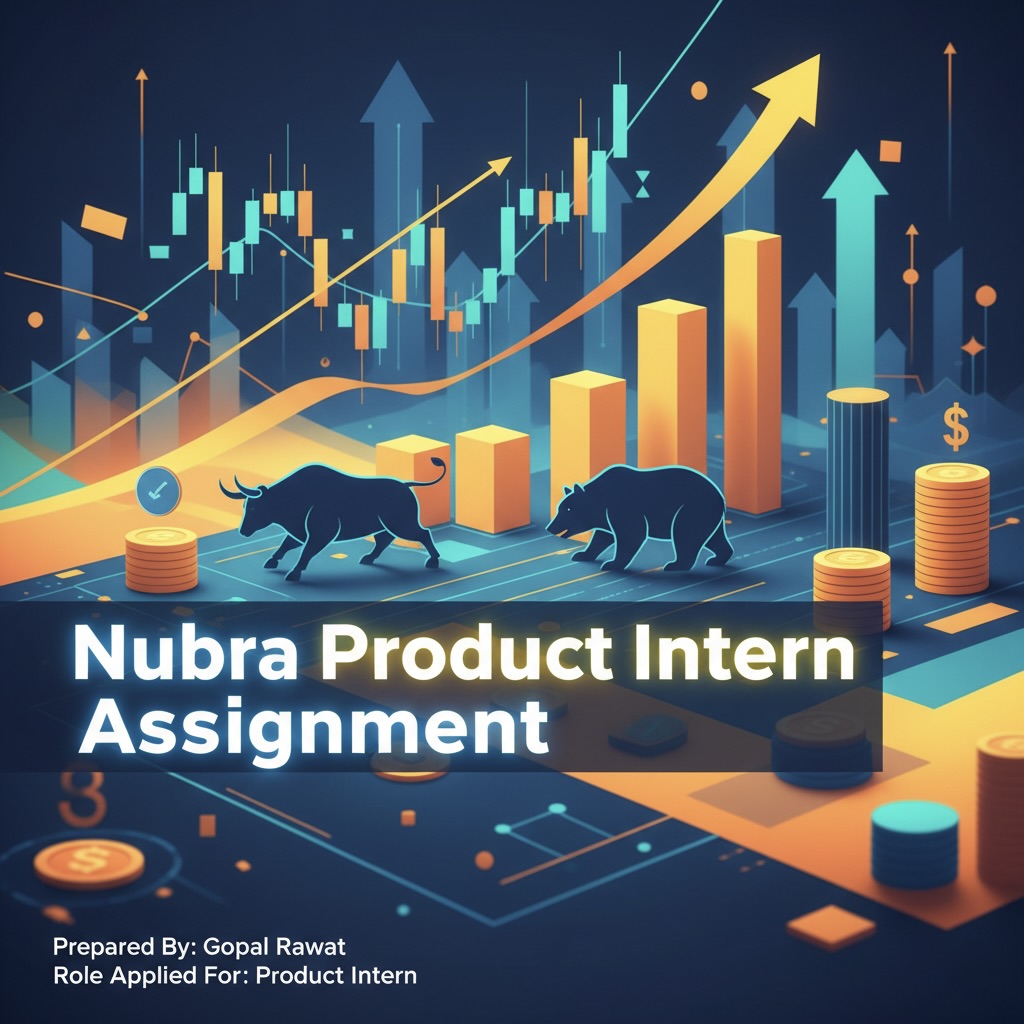 $
Nubra Product Intern
Assignment
$
Prepared By: Gopal Rawat
Role Applied For: Product Intern